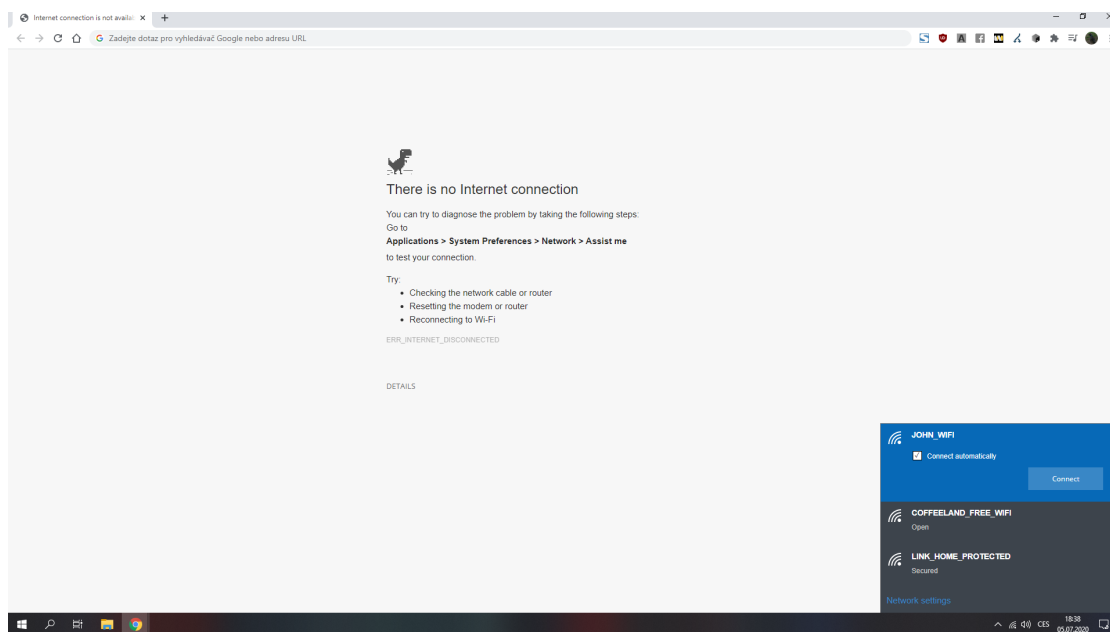 Internet connection is not availa
Zadejte dotaz pro vyhledávač Google nebo adresu URL
There is no Internet connection
You can try to diagnose the problem by taking the following steps:
Go to
Applications > System Preferences > Network > Assist me
to test your connection.
Try:
Checking the network cable or router
Resetting the modem or router
Reconnecting to Wi-Fi
ERR_INTERNET_DISCONNECTED
DETAILS
JOHN_WIFI
Connect automatically
Connect
COFFEELAND_FREE_WIFI
Open
LINK_HOME_PROTECTED
Secured
Network settings
CES
18:38
05.07.2020